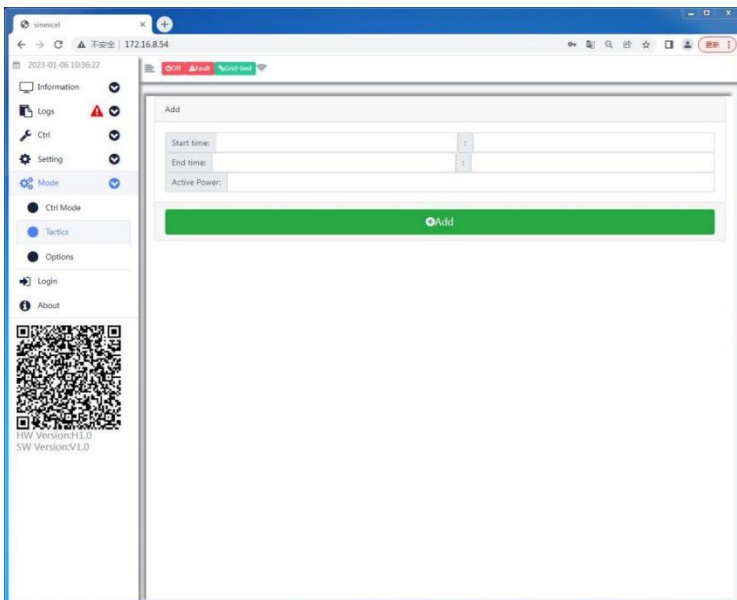 sinexcel
不安全 172.16.8.54
更新
2023-01-06 10:36:22
Off Fault Grid-tied
Information
Logs
Ctrl
Setting
Mode
Ctrl Mode
Tactics
Options
Login
About
HW Version:H1.0
SW Version:V1.0
Add
Start time: :
End time: :
Active Power:
Add